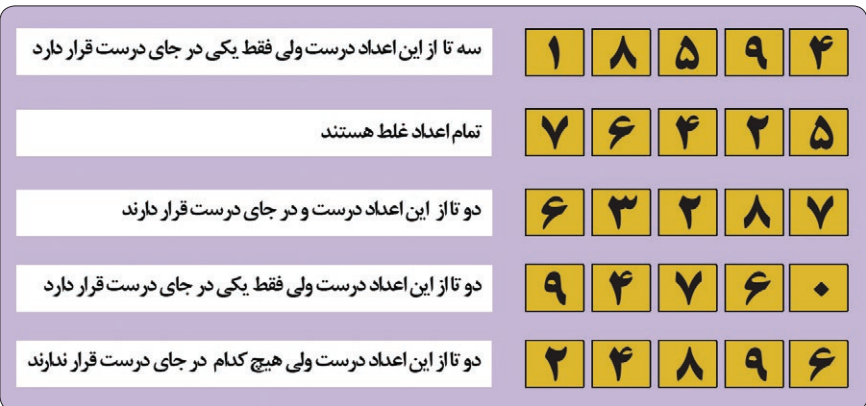 سه تا از این اعداد درست ولی فقط یکی در جای درست قرار دارد
۱ ۸ ۵ ۹ ۴
تمام اعداد غلط هستند
۷ ۶ ۴ ۲ ۵
دو تا از این اعداد درست و در جای درست قرار دارند
۶ ۳ ۲ ۸ ۷
دو تا از این اعداد درست ولی فقط یکی در جای درست قرار دارد
۹ ۴ ۷ ۶ ۰
دو تا از این اعداد درست ولی هیچ کدام در جای درست قرار ندارند
۲ ۴ ۸ ۹ ۶